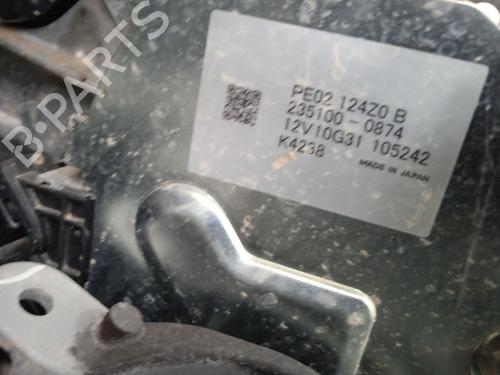 B-PARTS
PE02 124Z0 B
235100-0874
12V10G31 105242
K4238 MADE IN JAPAN